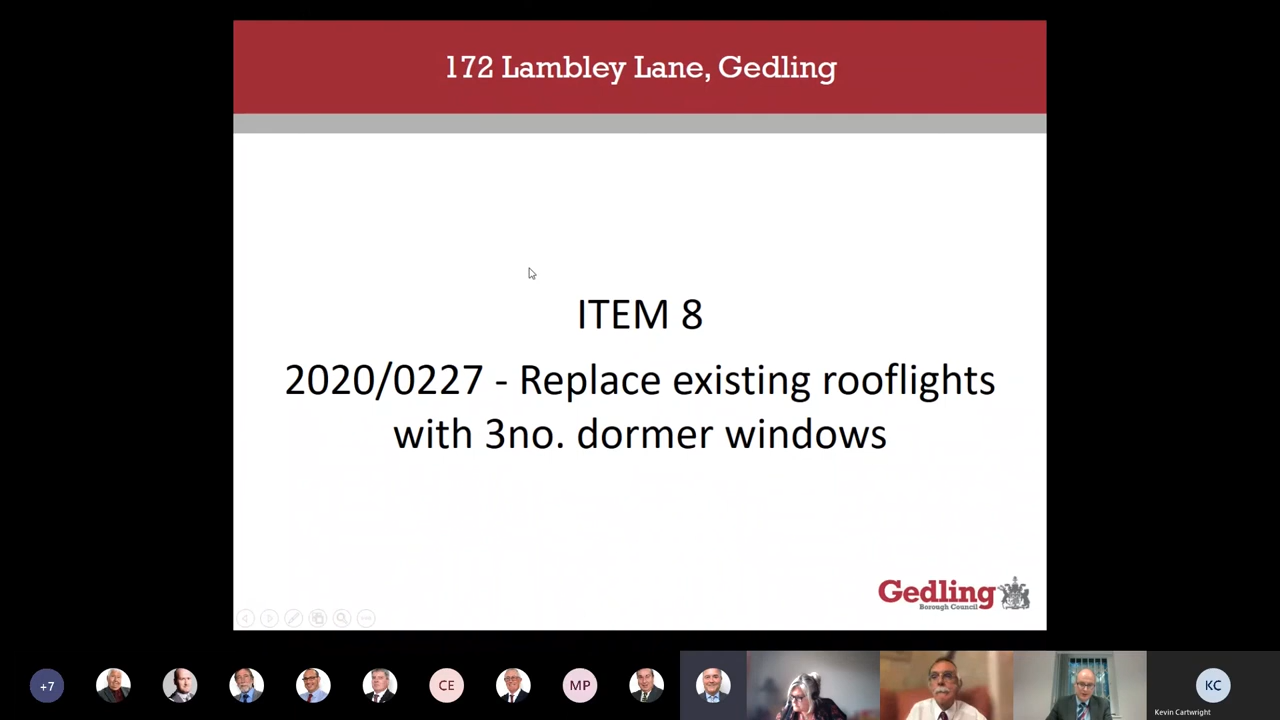 172 Lambley Lane, Gedling
ITEM 8
2020/0227 - Replace existing rooflights
with 3no. dormer windows
Gedling
Borough Council
+7
CE
MP
KC
Kevin Cartwright